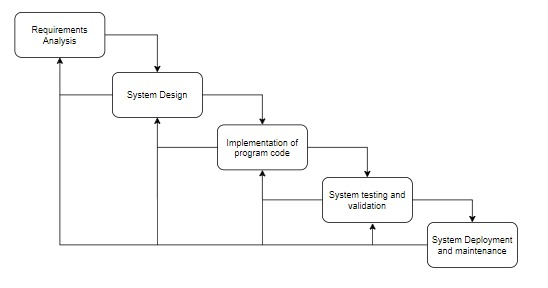 Requirements
Analysis
System Design
Implementation of
program code
System testing and
validation
System Deployment
and maintenance